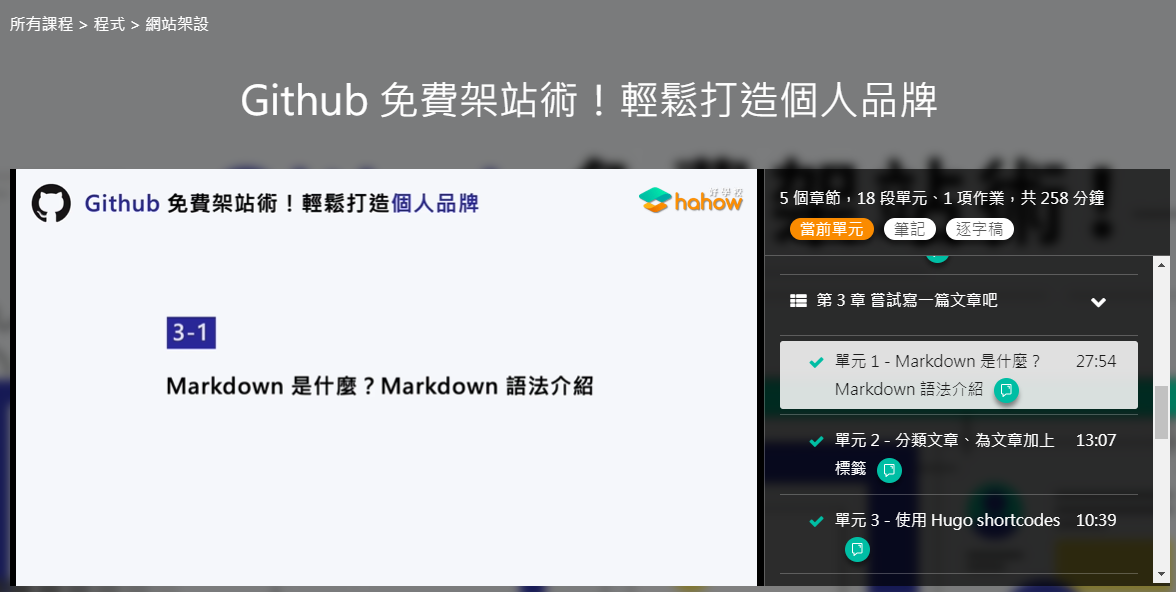 所有課程 > 程式 > 網站架設
Github 免費架站術！輕鬆打造個人品牌
Github 免費架站術！輕鬆打造個人品牌
好學校
hahow
3-1
Markdown 是什麼？Markdown 語法介紹
5 個章節，18 段單元、1 項作業，共 258 分鐘
當前單元 筆記 逐字稿
第 3 章 嘗試寫一篇文章吧
單元 1 - Markdown 是什麼？ 27:54
Markdown 語法介紹
單元 2 - 分類文章、為文章加上 13:07
標籤
單元 3 - 使用 Hugo shortcodes 10:39